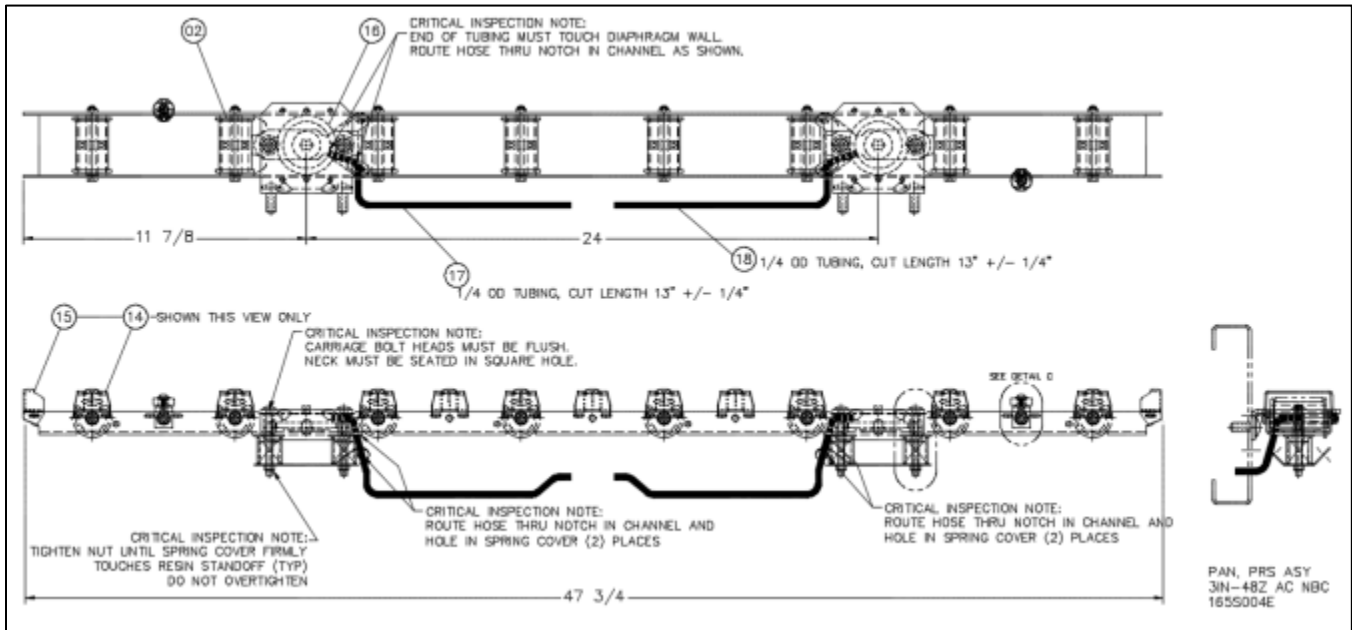 02
16
CRITICAL INSPECTION NOTE:
END OF TUBING MUST TOUCH DIAPHRAGM WALL.
ROUTE HOSE THRU NOTCH IN CHANNEL AS SHOWN.
11 7/8
24
17
1/4 OD TUBING, CUT LENGTH 13" +/- 1/4"
18
1/4 OD TUBING, CUT LENGTH 13" +/- 1/4"
15
14
SHOWN THIS VIEW ONLY
CRITICAL INSPECTION NOTE:
CARRIAGE BOLT HEADS MUST BE FLUSH.
NECK MUST BE SEATED IN SQUARE HOLE.
SEE DETAIL C
CRITICAL INSPECTION NOTE:
TIGHTEN NUT UNTIL SPRING COVER FIRMLY
TOUCHES RESIN STANDOFF (TYP)
DO NOT OVERTIGHTEN
CRITICAL INSPECTION NOTE:
ROUTE HOSE THRU NOTCH IN CHANNEL AND
HOLE IN SPRING COVER (2) PLACES
CRITICAL INSPECTION NOTE:
ROUTE HOSE THRU NOTCH IN CHANNEL AND
HOLE IN SPRING COVER (2) PLACES
47 3/4
PAN, PRS ASY
3IN-48Z AC NBC
165S004E